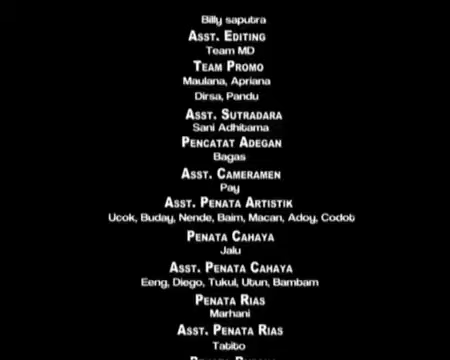 Billy saputra
ASST. EDITING
Team MD
TEAM PROMO
Maulana, Apriana
Dirsa, Pandu
ASST. SUTRADARA
Sani Adhitama
PENCATAT ADEGAN
Bagas
ASST. CAMERAMEN
Pay
ASST. PENATA ARTISTIK
Ucok, Buday, Nende, Baim, Macan, Adoy, Codot
PENATA CAHAYA
Jalu
ASST. PENATA CAHAYA
Eeng, Diego, Tukul, Utun, Bambam
PENATA RIAS
Marhani
ASST. PENATA RIAS
Tatito